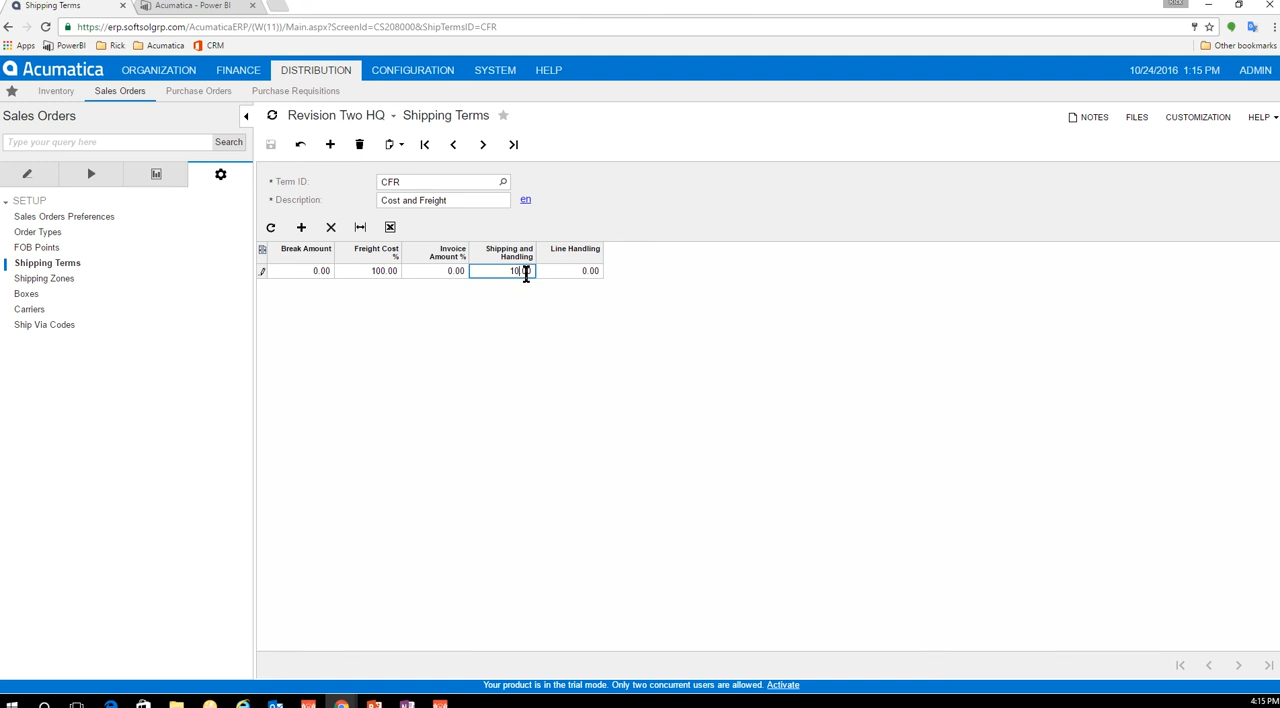 Shipping Terms
Acumatica - Power BI
https://erp.softsolgrp.com/AcumaticaERP/(W(11))/Main.aspx?ScreenId=CS208000&ShipTermsID=CFR
Apps PowerBI Rick Acumatica CRM Other bookmarks
Acumatica ORGANIZATION FINANCE DISTRIBUTION CONFIGURATION SYSTEM HELP 10/24/2016 1:15 PM ADMIN
Inventory Sales Orders Purchase Orders Purchase Requisitions
Sales Orders
Revision Two HQ Shipping Terms NOTES FILES CUSTOMIZATION HELP
Type your query here Search
* Term ID: CFR
* Description: Cost and Freight en
SETUP
Sales Orders Preferences
Order Types
FOB Points
Shipping Terms
Shipping Zones
Boxes
Carriers
Ship Via Codes
Break Amount Freight Cost % Invoice Amount % Shipping and Handling Line Handling
0.00 100.00 0.00 10.00 0.00
Your product is in the trial mode. Only two concurrent users are allowed. Activate
4:15 PM